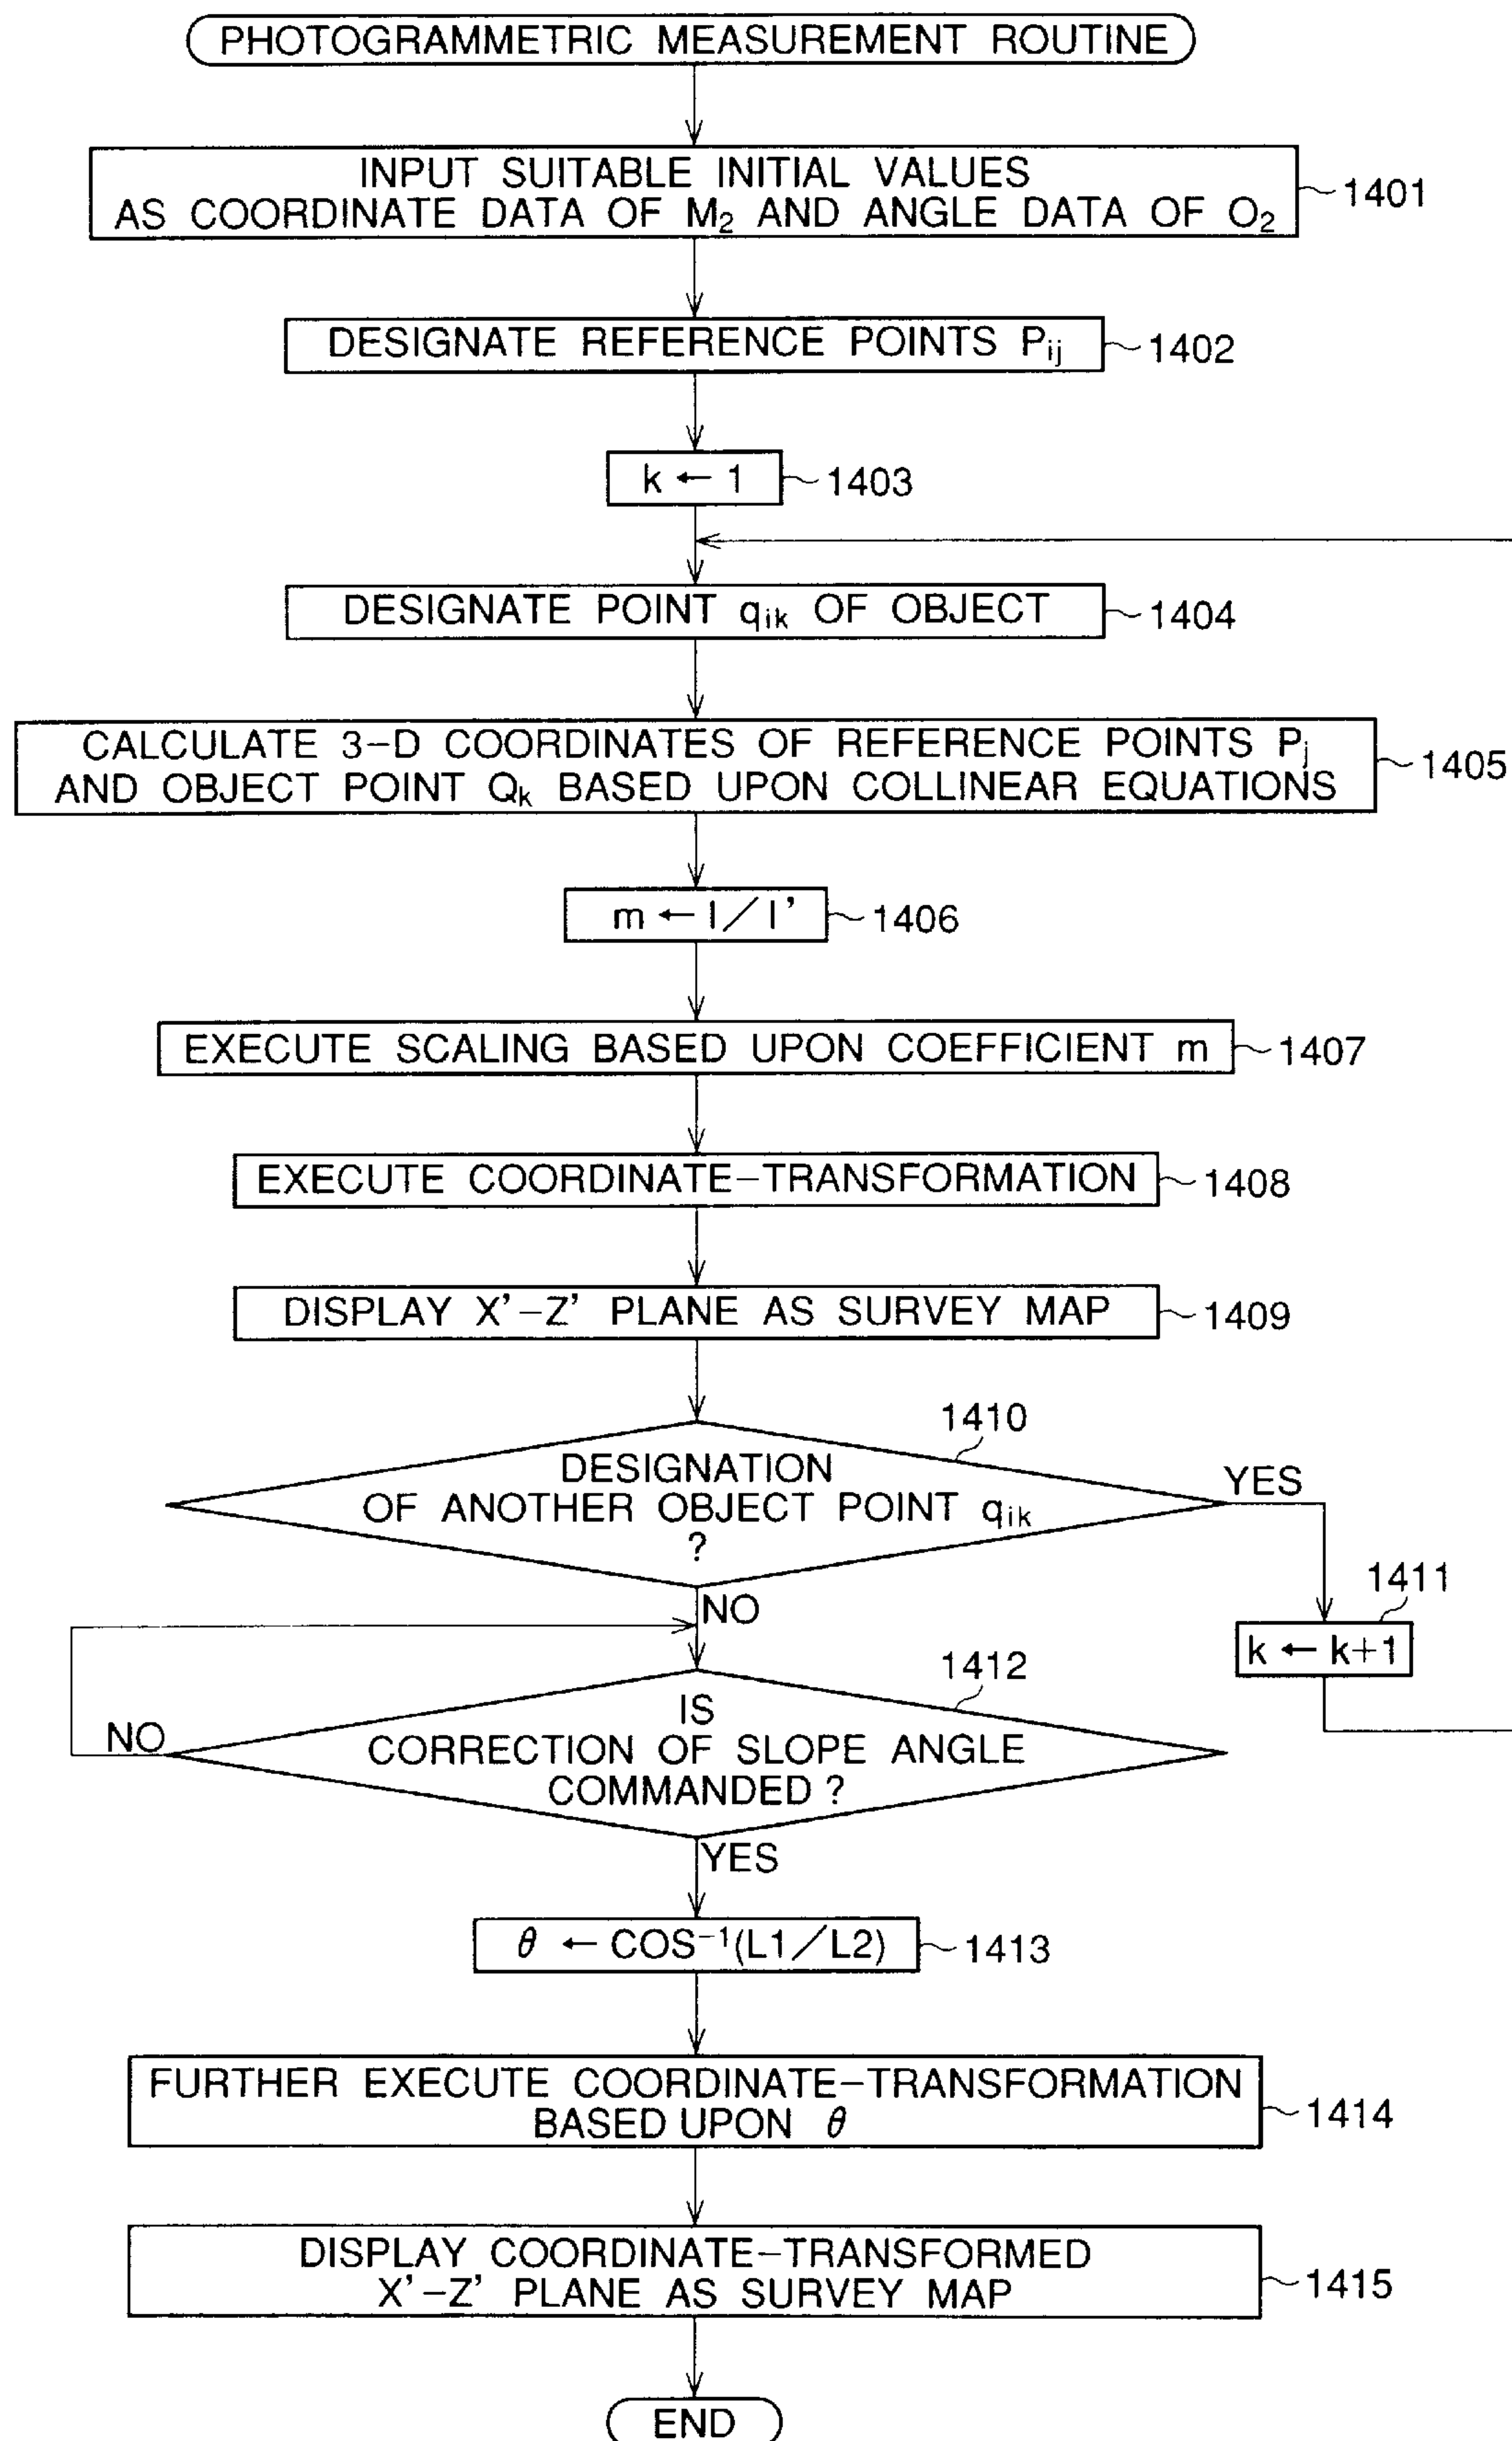 PHOTOGRAMMETRIC MEASUREMENT ROUTINE
INPUT SUITABLE INITIAL VALUES
AS COORDINATE DATA OF M₂ AND ANGLE DATA OF O₂
1401
DESIGNATE REFERENCE POINTS Pᵢⱼ
1402
k ← 1
1403
DESIGNATE POINT qᵢₖ OF OBJECT
1404
CALCULATE 3-D COORDINATES OF REFERENCE POINTS Pⱼ
AND OBJECT POINT Qₖ BASED UPON COLLINEAR EQUATIONS
1405
m ← l/l'
1406
EXECUTE SCALING BASED UPON COEFFICIENT m
1407
EXECUTE COORDINATE-TRANSFORMATION
1408
DISPLAY X'-Z' PLANE AS SURVEY MAP
1409
1410
DESIGNATION
OF ANOTHER OBJECT POINT qᵢₖ
?
YES
NO
1411
k ← k+1
1412
IS
CORRECTION OF SLOPE ANGLE
COMMANDED ?
NO
YES
θ ← COS⁻¹(L1/L2)
1413
FURTHER EXECUTE COORDINATE-TRANSFORMATION
BASED UPON θ
1414
DISPLAY COORDINATE-TRANSFORMED
X'-Z' PLANE AS SURVEY MAP
1415
END